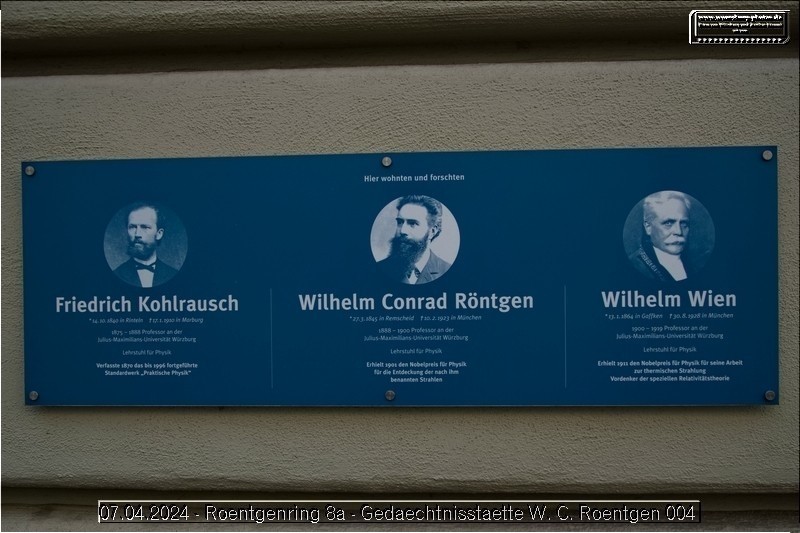 www.wuerzburg-photos.de
Hier wohnten und forschten
Friedrich Kohlrausch
* 14.10.1840 in Rinteln † 17.1.1910 in Marburg
1875 – 1888 Professor an der
Julius-Maximilians-Universität Würzburg
Lehrstuhl für Physik
Verfasste 1870 das bis 1996 fortgeführte
Standardwerk „Praktische Physik“
Wilhelm Conrad Röntgen
* 27.3.1845 in Remscheid † 10.2.1923 in München
1888 – 1900 Professor an der
Julius-Maximilians-Universität Würzburg
Lehrstuhl für Physik
Erhielt 1901 den Nobelpreis für Physik
für die Entdeckung der nach ihm
benannten Strahlen
Wilhelm Wien
* 13.1.1864 in Gaffken † 30.8.1928 in München
1900 – 1919 Professor an der
Julius-Maximilians-Universität Würzburg
Lehrstuhl für Physik
Erhielt 1911 den Nobelpreis für Physik für seine Arbeit
zur thermischen Strahlung
Vordenker der speziellen Relativitätstheorie
07.04.2024 - Roentgenring 8a - Gedaechtnisstaette W. C. Roentgen 004